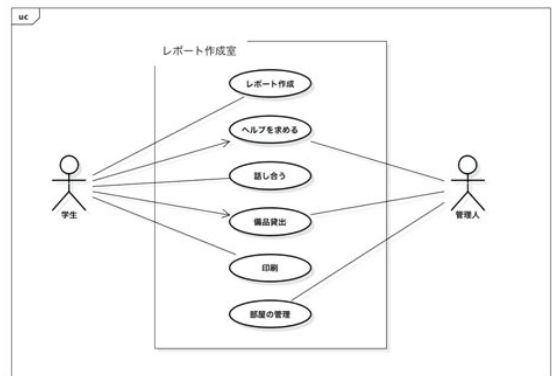 uc
レポート作成室
レポート作成
ヘルプを求める
話し合う
備品貸出
印刷
部屋の管理
学生
管理人